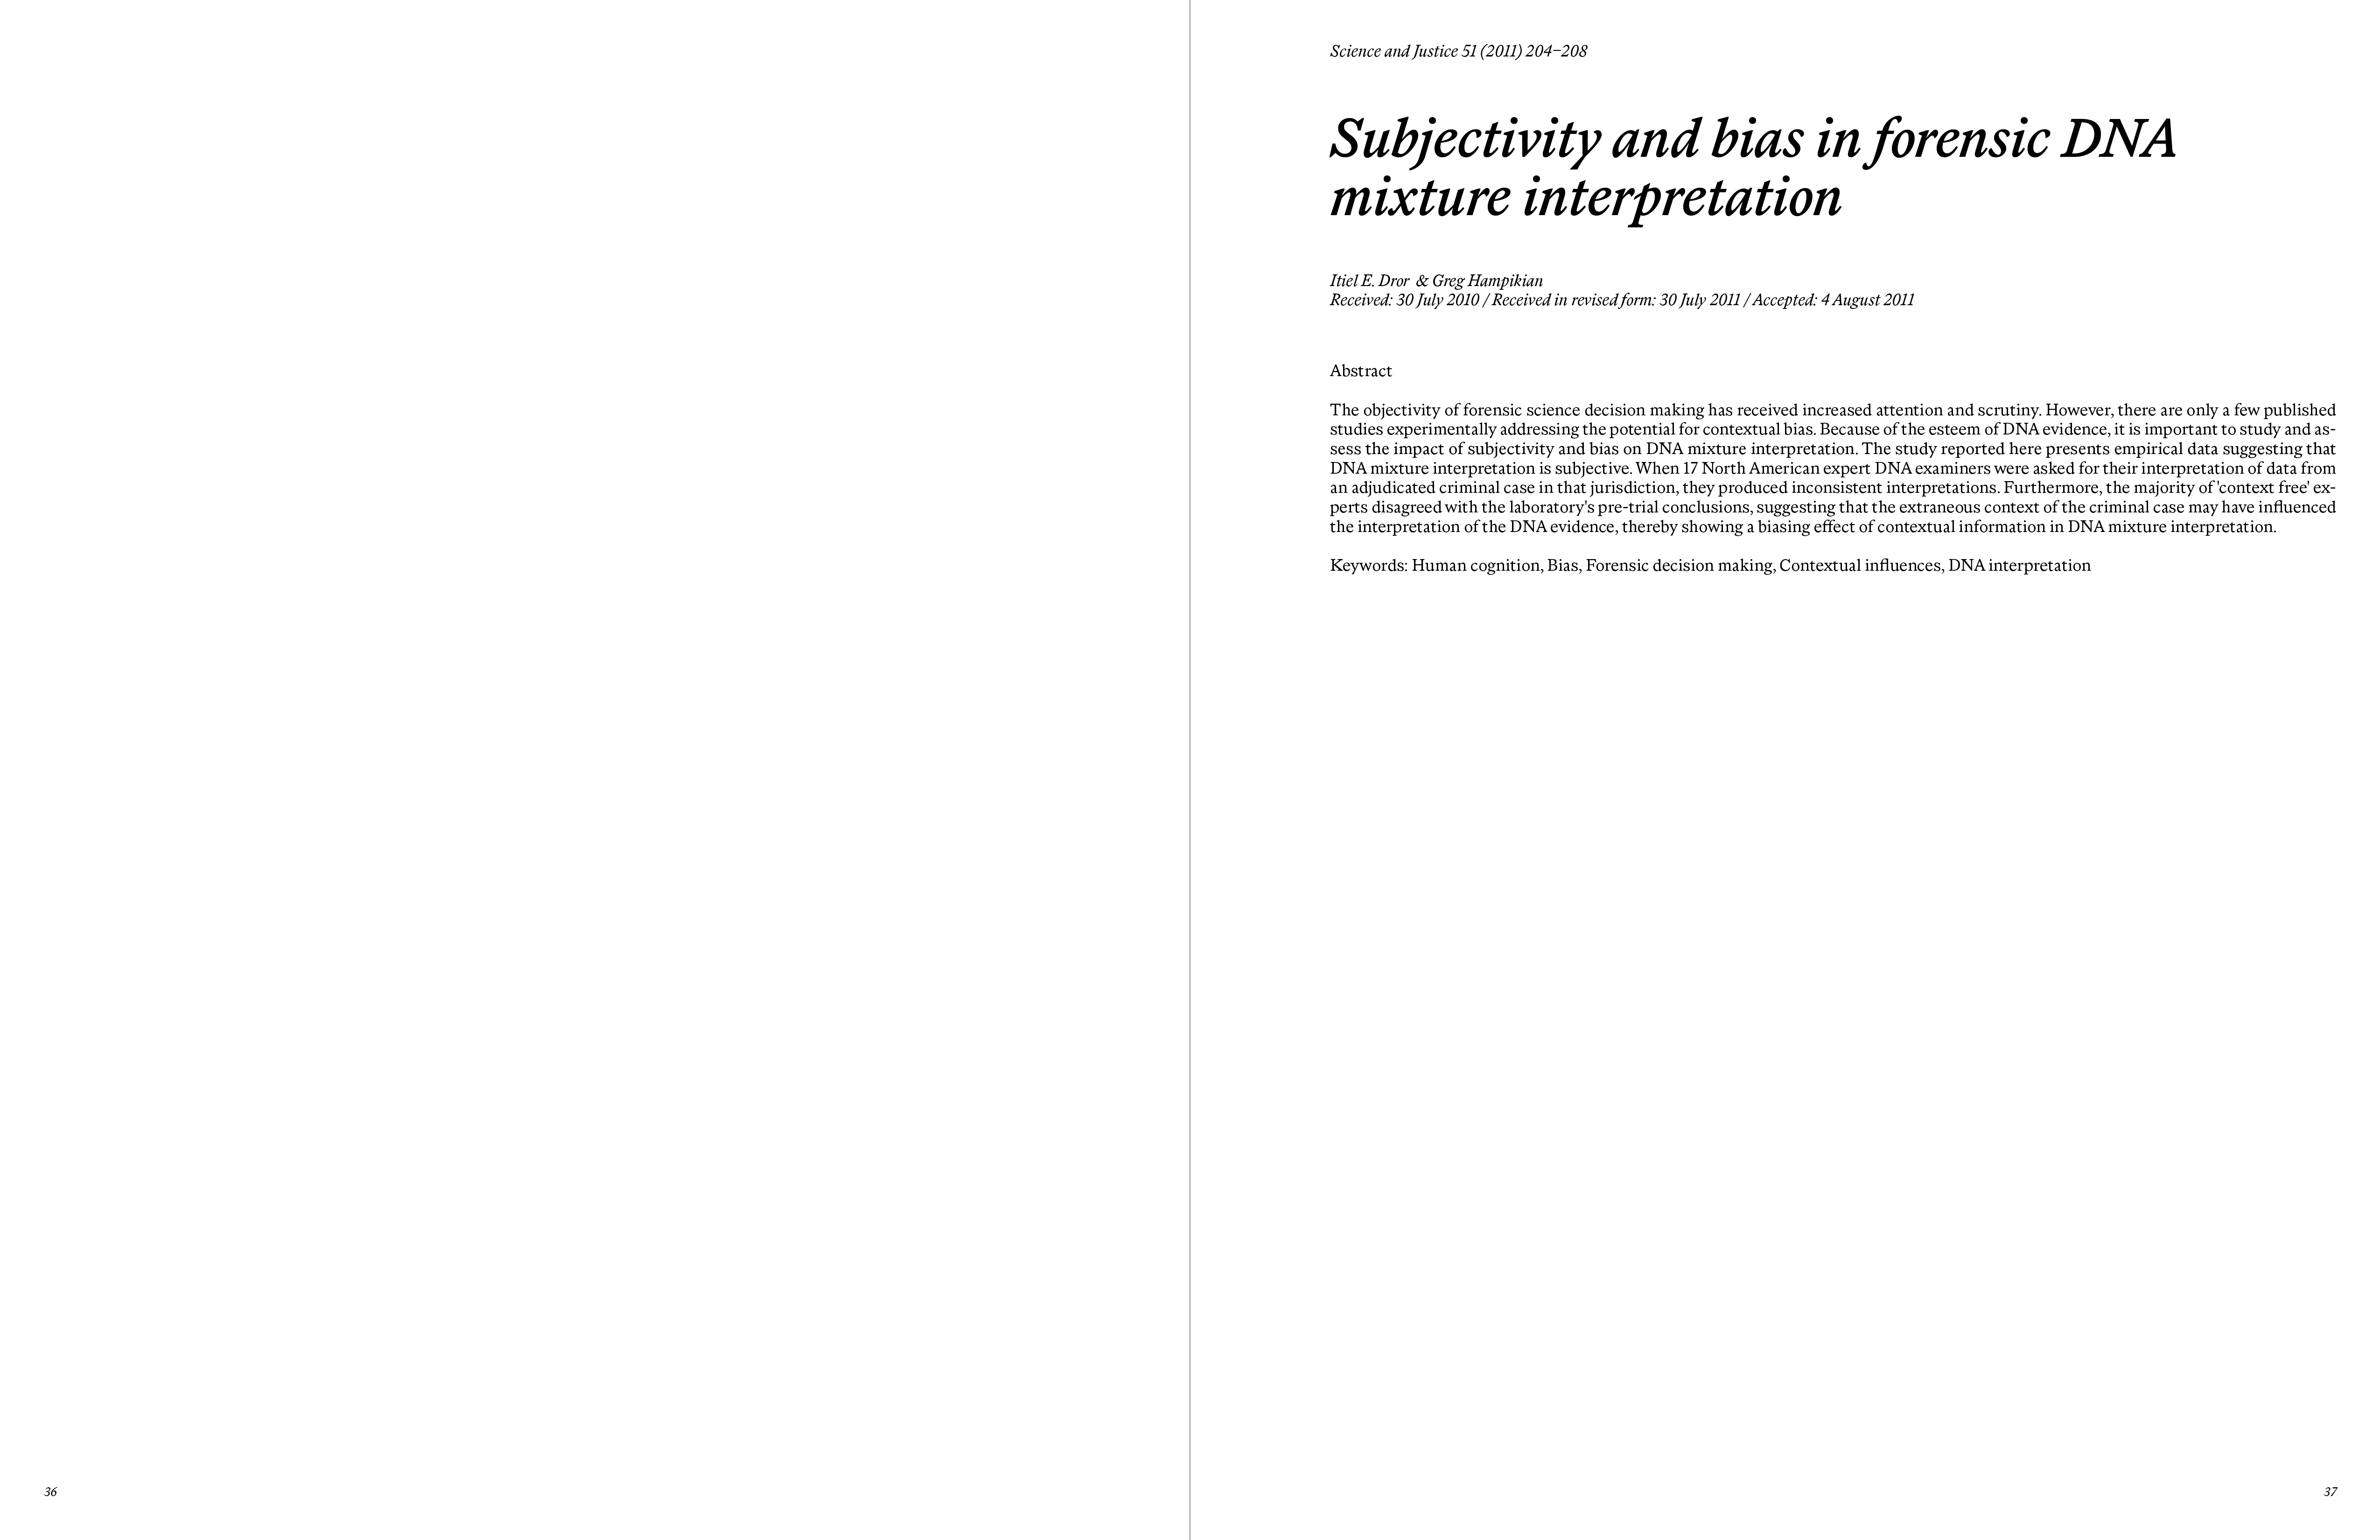 Science and Justice 51 (2011) 204–208
Subjectivity and bias in forensic DNA
mixture interpretation
Itiel E. Dror & Greg Hampikian
Received: 30 July 2010 / Received in revised form: 30 July 2011 / Accepted: 4 August 2011
Abstract
The objectivity of forensic science decision making has received increased attention and scrutiny. However, there are only a few published
studies experimentally addressing the potential for contextual bias. Because of the esteem of DNA evidence, it is important to study and as-
sess the impact of subjectivity and bias on DNA mixture interpretation. The study reported here presents empirical data suggesting that
DNA mixture interpretation is subjective. When 17 North American expert DNA examiners were asked for their interpretation of data from
an adjudicated criminal case in that jurisdiction, they produced inconsistent interpretations. Furthermore, the majority of 'context free' ex-
perts disagreed with the laboratory's pre-trial conclusions, suggesting that the extraneous context of the criminal case may have influenced
the interpretation of the DNA evidence, thereby showing a biasing effect of contextual information in DNA mixture interpretation.
Keywords: Human cognition, Bias, Forensic decision making, Contextual influences, DNA interpretation
36
37